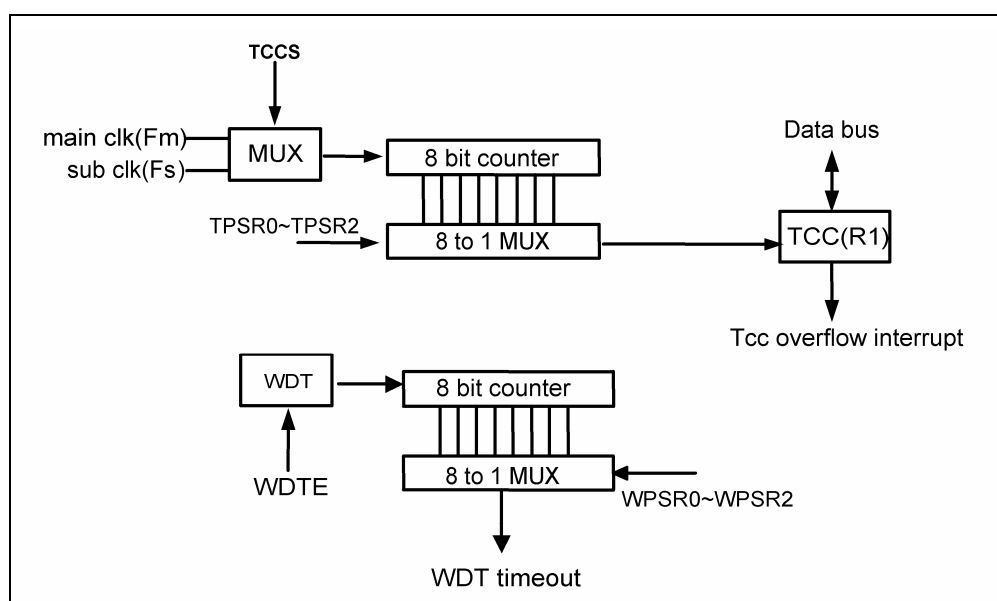 TCCS
main clk(Fm)
sub clk(Fs)
MUX
8 bit counter
TPSR0~TPSR2
8 to 1 MUX
Data bus
TCC(R1)
Tcc overflow interrupt
WDT
8 bit counter
WDTE
8 to 1 MUX
WPSR0~WPSR2
WDT timeout